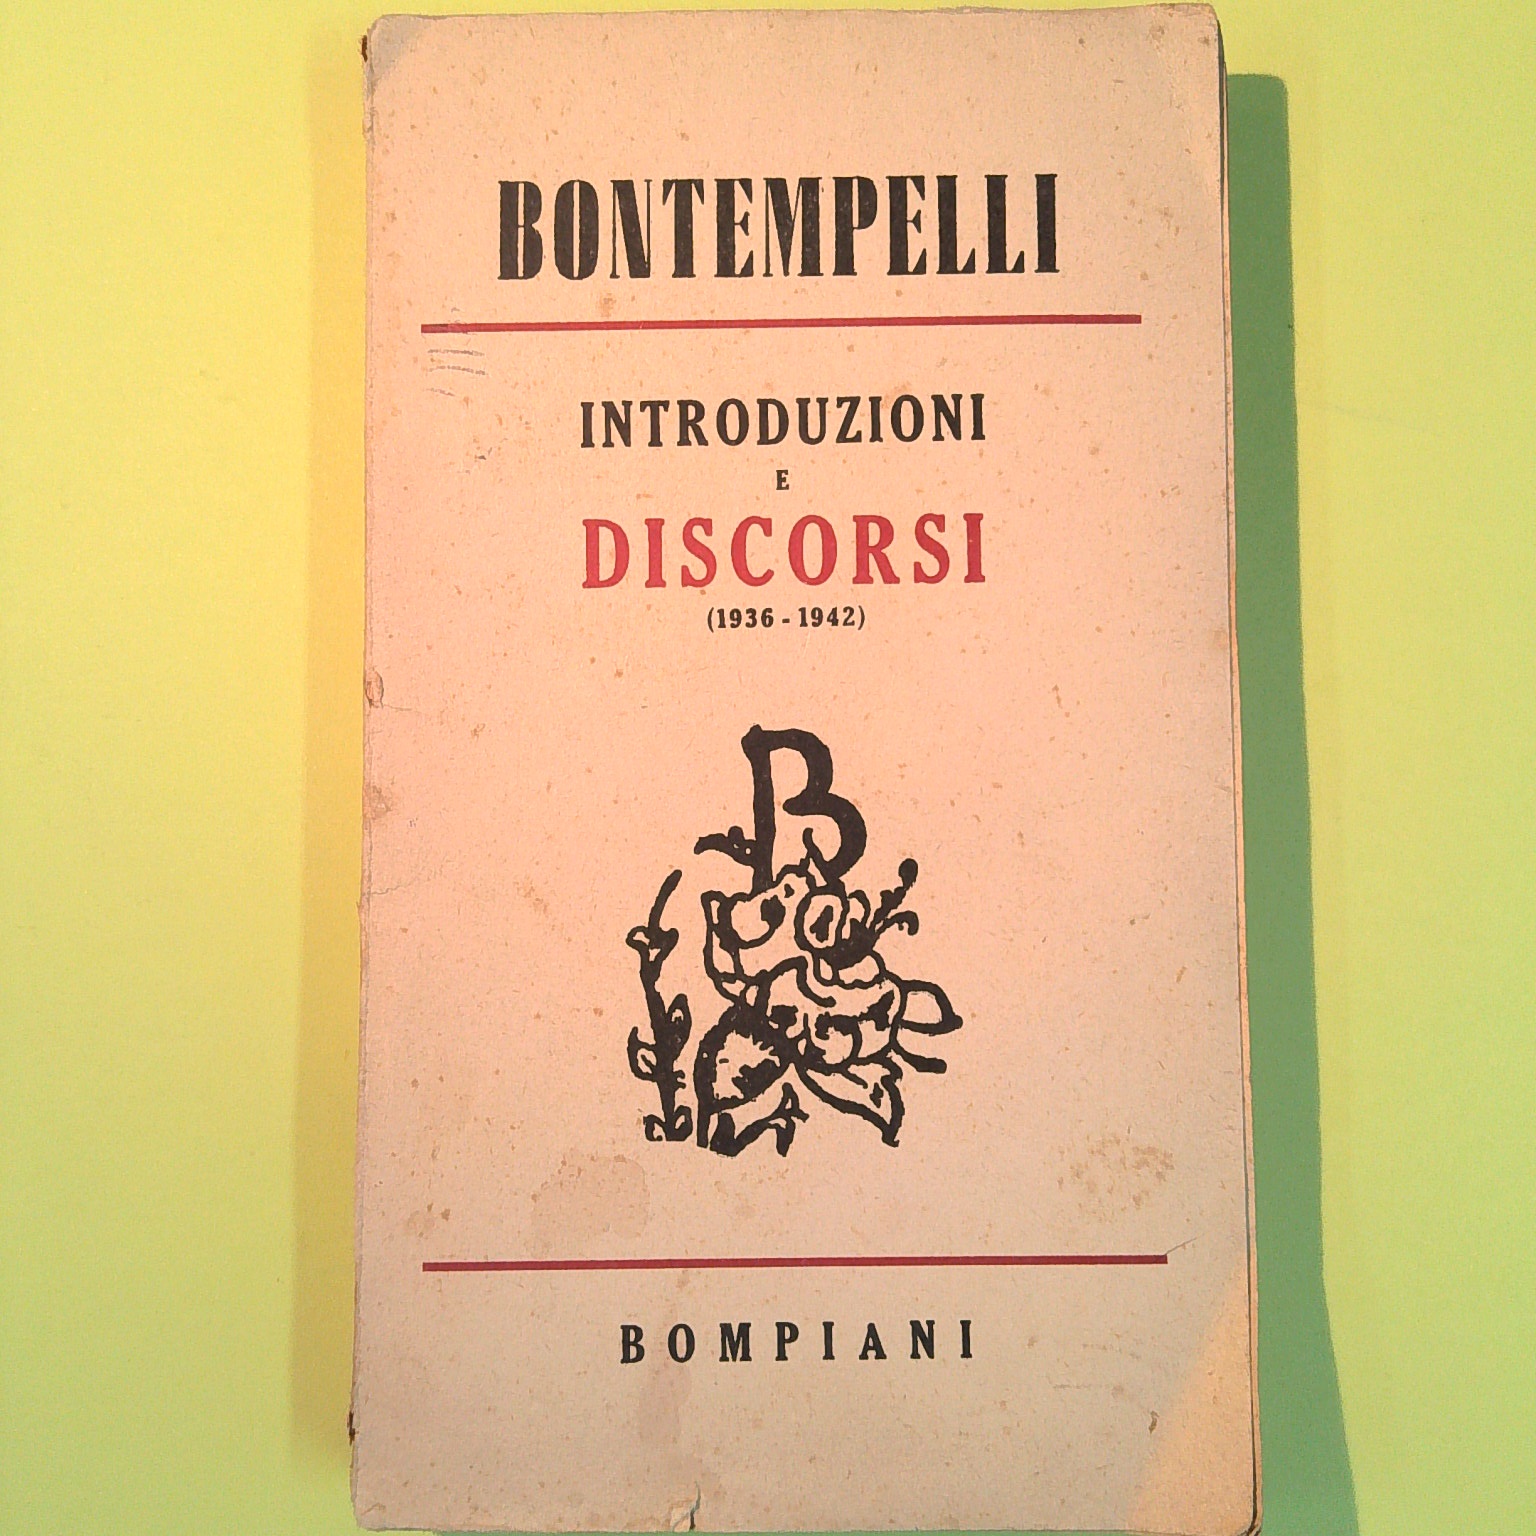 BONTEMPELLI
INTRODUZIONI
E
DISCORSI
(1936 - 1942)
B
BOMPIANI